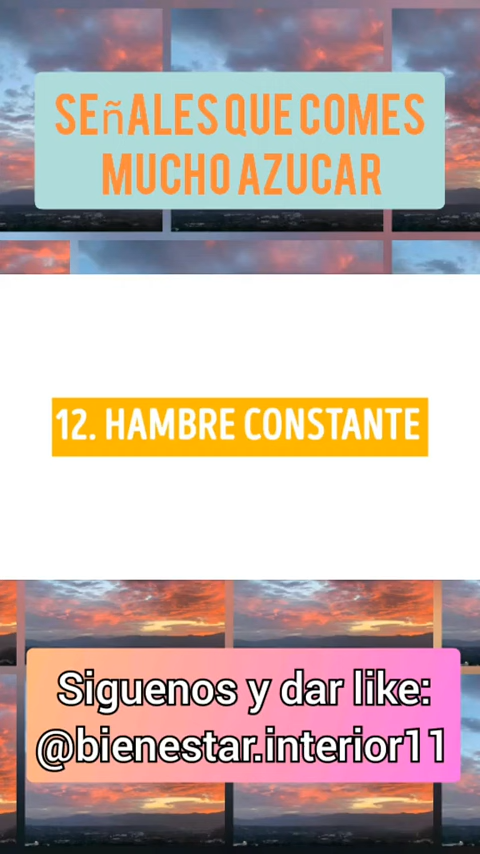 SEñALES QUE COMES
MUCHO AZUCAR
12. HAMBRE CONSTANTE
Siguenos y dar like:
@bienestar.interior11